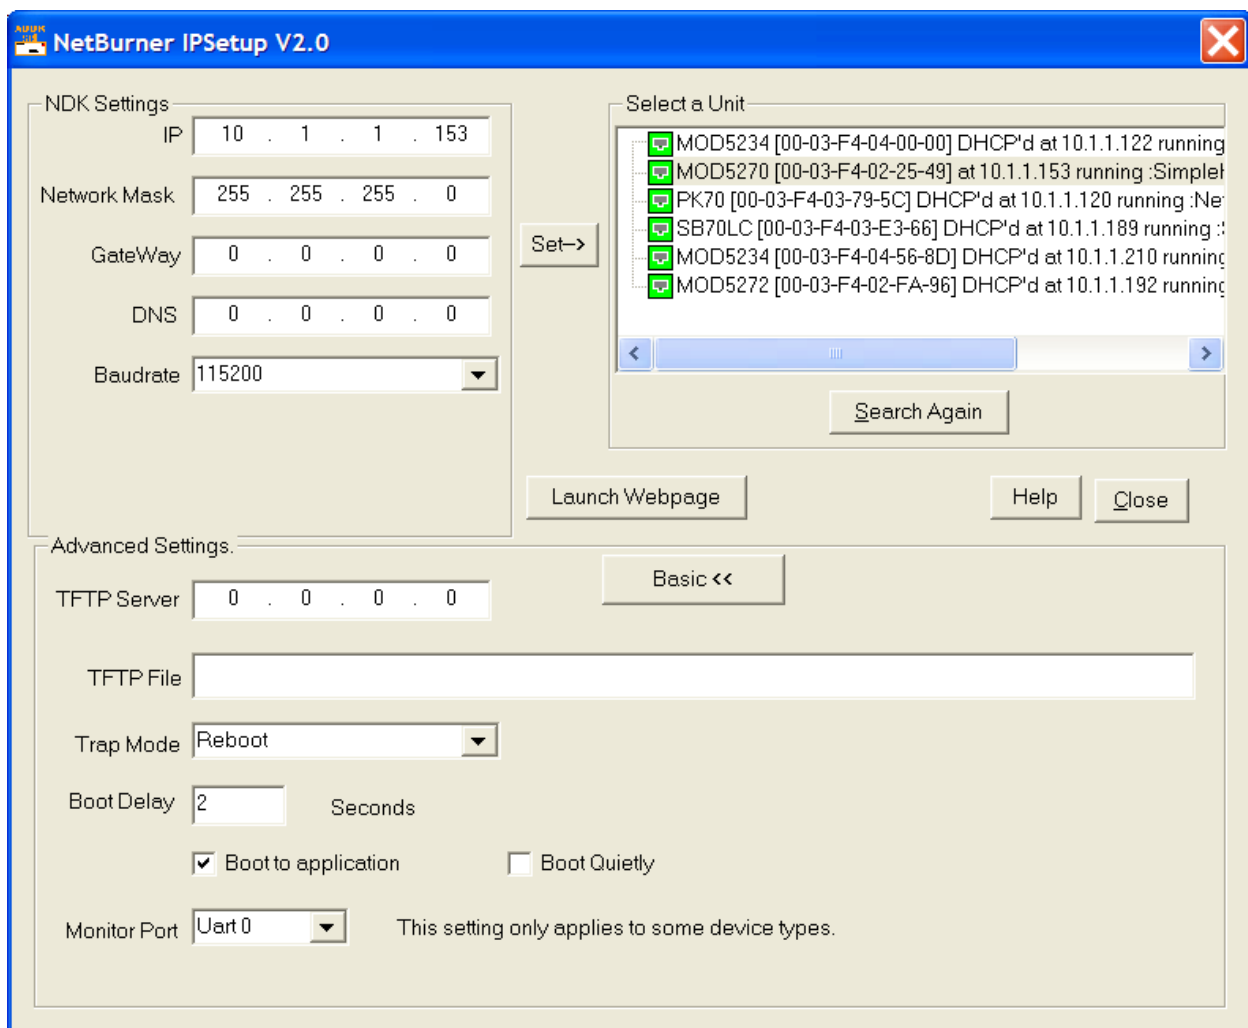 NetBurner IPSetup V2.0
NDK Settings
IP 10 . 1 . 1 . 153
Network Mask 255 . 255 . 255 . 0
GateWay 0 . 0 . 0 . 0
DNS 0 . 0 . 0 . 0
Baudrate 115200
Set->
Select a Unit
MOD5234 [00-03-F4-04-00-00] DHCP'd at 10.1.1.122 running
MOD5270 [00-03-F4-02-25-49] at 10.1.1.153 running
PK70 [00-03-F4-03-79-5C] DHCP'd at 10.1.1.120 running :Ne
SB70LC [00-03-F4-03-E3-66] DHCP'd at 10.1.1.189 running :
MOD5234 [00-03-F4-04-56-8D] DHCP'd at 10.1.1.210 running
MOD5272 [00-03-F4-02-FA-96] DHCP'd at 10.1.1.192 running
Search Again
Launch Webpage
Help
Close
Advanced Settings.
Basic <<
TFTP Server 0 . 0 . 0 . 0
TFTP File
Trap Mode Reboot
Boot Delay 2 Seconds
Boot to application Boot Quietly
Monitor Port Uart 0 This setting only applies to some device types.